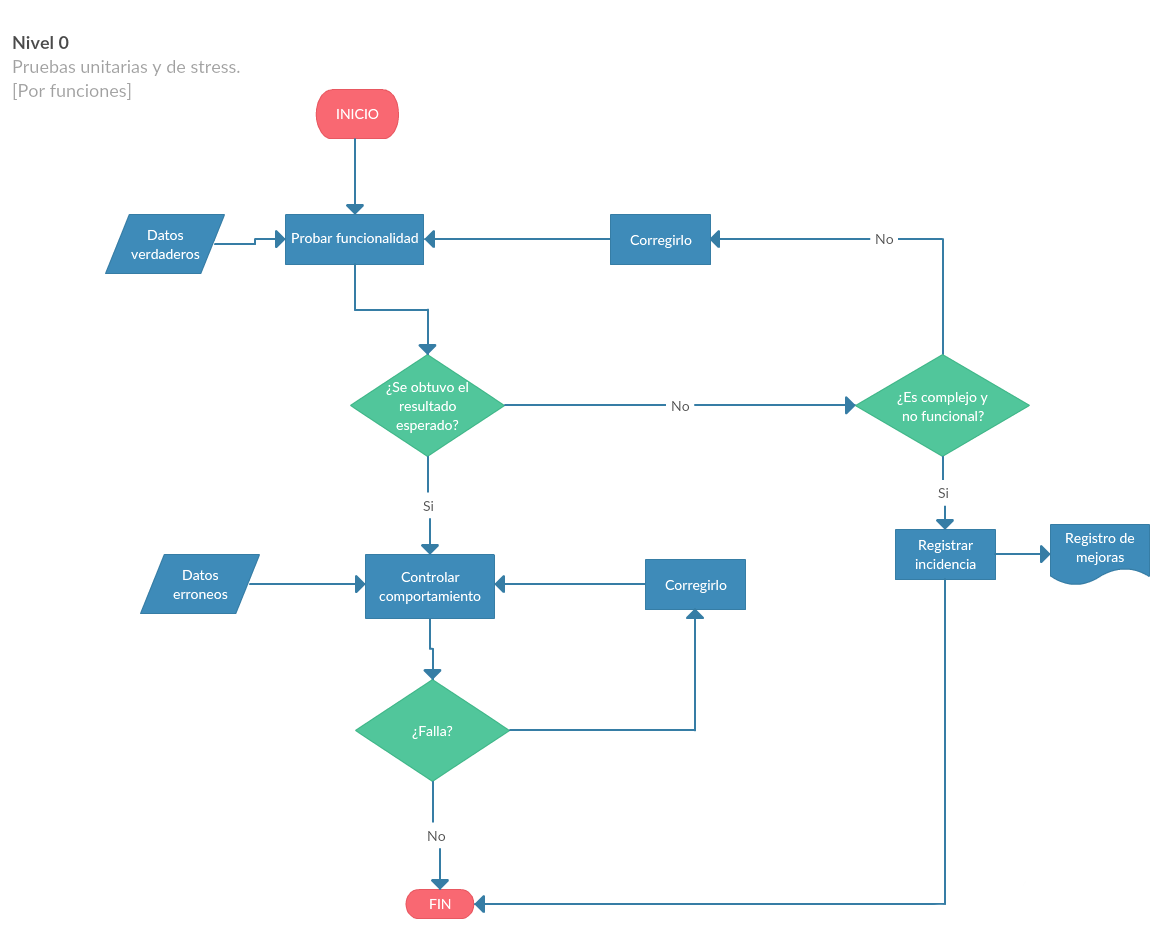 Nivel 0
Pruebas unitarias y de stress.
[Por funciones]
INICIO
Datos
verdaderos
Probar funcionalidad
Corregirlo
No
¿Se obtuvo el
resultado
esperado?
No
¿Es complejo y
no funcional?
Si
Si
Registrar
incidencia
Registro de
mejoras
Datos
erroneos
Controlar
comportamiento
Corregirlo
¿Falla?
No
FIN